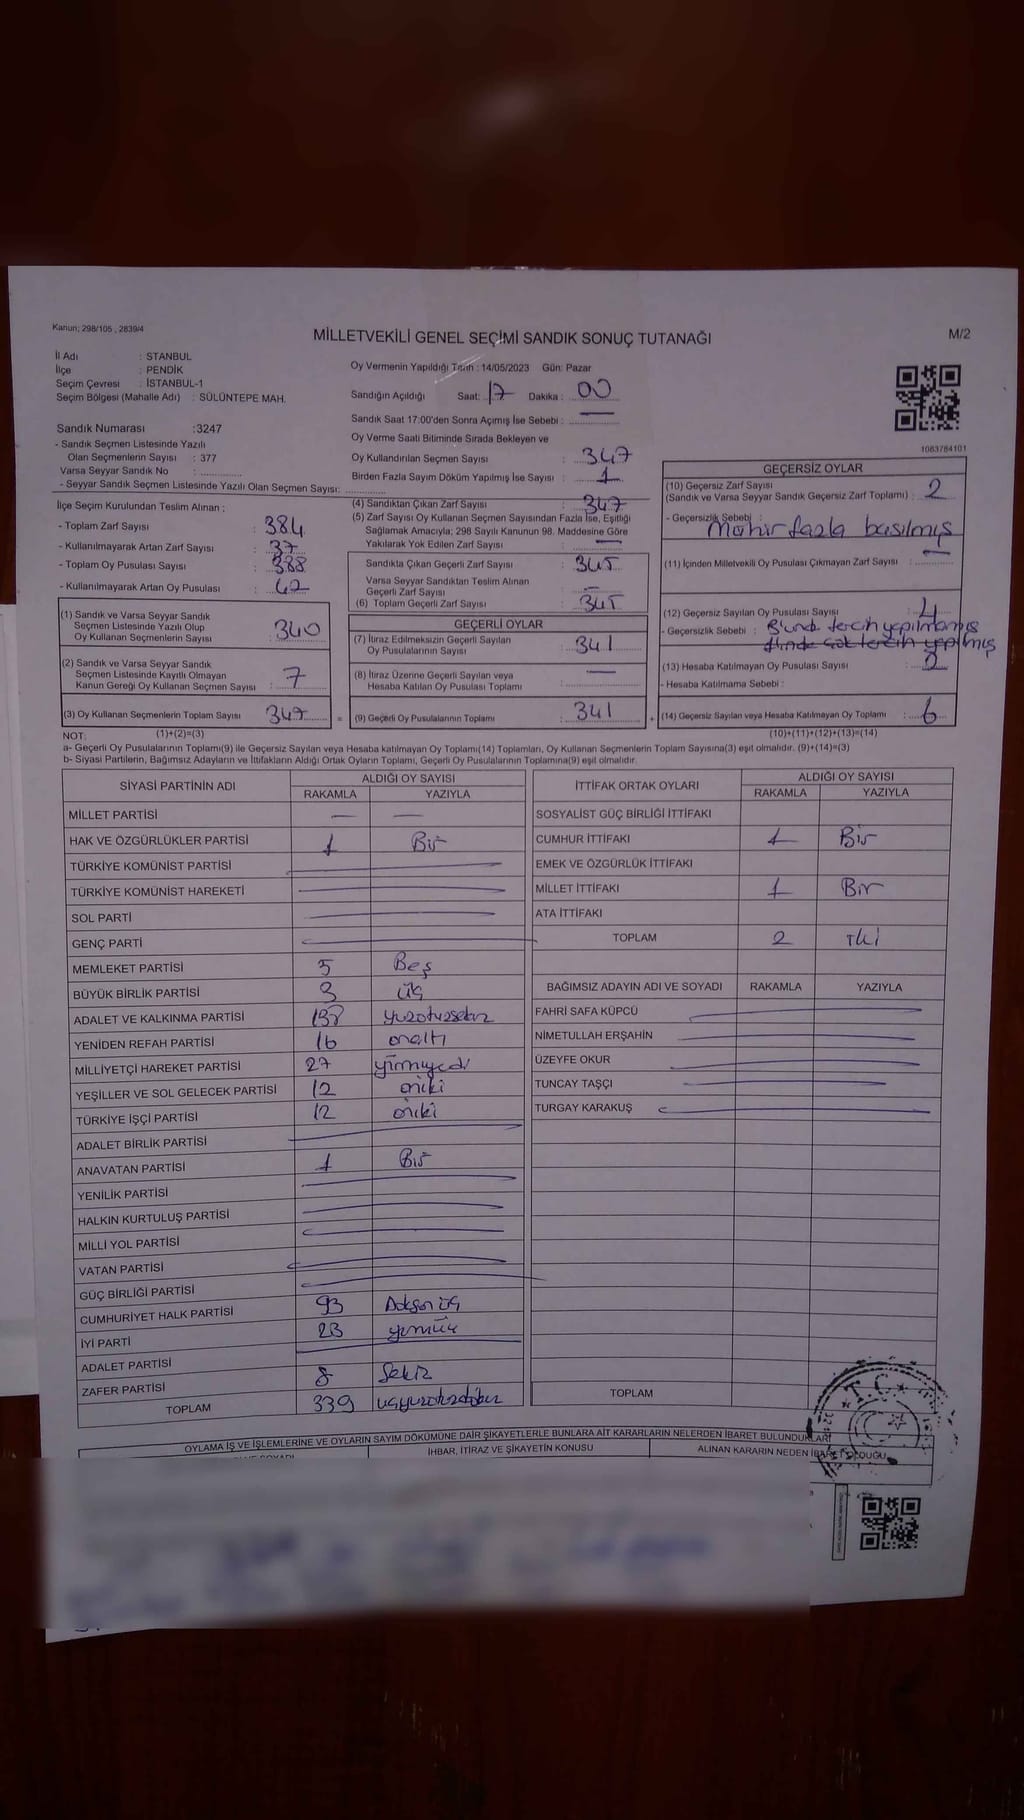 Kanun; 298/105 , 2839/4
MİLLETVEKİLİ GENEL SEÇİMİ SANDIK SONUÇ TUTANAĞI
M/2
İl Adı : STANBUL
İlçe : PENDİK
Seçim Çevresi : İSTANBUL-1
Seçim Bölgesi (Mahalle Adı) : SÜLÜNTEPE MAH.
Sandık Numarası :3247
- Sandık Seçmen Listesinde Yazılı
Olan Seçmenlerin Sayısı : 377
Varsa Seyyar Sandık No :
- Seyyar Sandık Seçmen Listesinde Yazılı Olan Seçmen Sayısı:
Oy Vermenin Yapıldığı Tarih : 14/05/2023 Gün: Pazar
Sandığın Açıldığı Saat: 17 Dakika : 00
Sandık Saat 17:00'den Sonra Açımış İse Sebebi : —
Oy Verme Saati Bitiminde Sırada Bekleyen ve
Oy Kullandırılan Seçmen Sayısı : 347
Birden Fazla Sayım Döküm Yapılmış İse Sayısı : 1
1083784101
İlçe Seçim Kurulundan Teslim Alınan ;
- Toplam Zarf Sayısı : 384
- Kullanılmayarak Artan Zarf Sayısı : 37
- Toplam Oy Pusulası Sayısı : 388
- Kullanılmayarak Artan Oy Pusulası : 42
(1) Sandık ve Varsa Seyyar Sandık
Seçmen Listesinde Yazılı Olup
Oy Kullanan Seçmenlerin Sayısı : 340
(2) Sandık ve Varsa Seyyar Sandık
Seçmen Listesinde Kayıtlı Olmayan
Kanun Gereği Oy Kullanan Seçmen Sayısı : 7
(3) Oy Kullanan Seçmenlerin Toplam Sayısı 347
(1)+(2)=(3)
(4) Sandıktan Çıkan Zarf Sayısı : 347
(5) Zarf Sayısı Oy Kullanan Seçmen Sayısından Fazla İse, Eşitliği
Sağlamak Amacıyla; 298 Sayılı Kanunun 98. Maddesine Göre
Yakılarak Yok Edilen Zarf Sayısı : —
Sandıkta Çıkan Geçerli Zarf Sayısı : 345
Varsa Seyyar Sandıktan Teslim Alınan
Geçerli Zarf Sayısı : —
(6) Toplam Geçerli Zarf Sayısı : 345
GEÇERLİ OYLAR
(7) İtiraz Edilmeksizin Geçerli Sayılan
Oy Pusulalarının Sayısı : 341
(8) İtiraz Üzerine Geçerli Sayılan veya
Hesaba Katılan Oy Pusulası Toplamı : —
= (9) Geçerli Oy Pusulalarının Toplamı : 341
GEÇERSİZ OYLAR
(10) Geçersiz Zarf Sayısı
(Sandık ve Varsa Seyyar Sandık Geçersiz Zarf Toplamı) : 2
- Geçersizlik Sebebi :
Mühür fazla basılmış
(11) İçinden Milletvekili Oy Pusulası Çıkmayan Zarf Sayısı : —
(12) Geçersiz Sayılan Oy Pusulası Sayısı : 4
- Geçersizlik Sebebi : tercih yapılmamış
(13) Hesaba Katılmayan Oy Pusulası Sayısı :
- Hesaba Katılmama Sebebi :
+ (14) Geçersiz Sayılan veya Hesaba Katılmayan Oy Toplamı : 6
(10)+(11)+(12)+(13)=(14)
NOT:
a- Geçerli Oy Pusulalarının Toplamı(9) ile Geçersiz Sayılan veya Hesaba katılmayan Oy Toplamı(14) Toplamları, Oy Kullanan Seçmenlerin Toplam Sayısına(3) eşit olmalıdır. (9)+(14)=(3)
b- Siyasi Partilerin, Bağımsız Adayların ve İttifakların Aldığı Ortak Oyların Toplamı, Geçerli Oy Pusulalarının Toplamına(9) eşit olmalıdır.
SİYASİ PARTİNİN ADI
ALDIĞI OY SAYISI
RAKAMLA YAZIYLA
MİLLET PARTİSİ — —
HAK VE ÖZGÜRLÜKLER PARTİSİ 1 Bir
TÜRKİYE KOMÜNİST PARTİSİ
TÜRKİYE KOMÜNİST HAREKETİ
SOL PARTİ
GENÇ PARTİ
MEMLEKET PARTİSİ 5 Beş
BÜYÜK BİRLİK PARTİSİ 3 üç
ADALET VE KALKINMA PARTİSİ 138 yüzotuzsekiz
YENİDEN REFAH PARTİSİ 16 onaltı
MİLLİYETÇİ HAREKET PARTİSİ 27 yirmiyedi
YEŞİLLER VE SOL GELECEK PARTİSİ 12 oniki
TÜRKİYE İŞÇİ PARTİSİ 12 oniki
ADALET BİRLİK PARTİSİ
ANAVATAN PARTİSİ 1 Bir
YENİLİK PARTİSİ
HALKIN KURTULUŞ PARTİSİ
MİLLİ YOL PARTİSİ
VATAN PARTİSİ
GÜÇ BİRLİĞİ PARTİSİ
CUMHURİYET HALK PARTİSİ 93 Doksan üç
İYİ PARTİ 23 yirmiüç
ADALET PARTİSİ
ZAFER PARTİSİ 8 Sekiz
TOPLAM 339 üçyüzotuzdokuz
İTTİFAK ORTAK OYLARI
ALDIĞI OY SAYISI
RAKAMLA YAZIYLA
SOSYALİST GÜÇ BİRLİĞİ İTTİFAKI
CUMHUR İTTİFAKI 1 Bir
EMEK VE ÖZGÜRLÜK İTTİFAKI
MİLLET İTTİFAKI 1 Bir
ATA İTTİFAKI
TOPLAM 2 iki
BAĞIMSIZ ADAYIN ADI VE SOYADI RAKAMLA YAZIYLA
FAHRİ SAFA KÜPCÜ
NİMETULLAH ERŞAHİN
ÜZEYFE OKUR
TUNCAY TAŞÇI
TURGAY KARAKUŞ
TOPLAM
T.C.
OYLAMA İŞ VE İŞLEMLERİNE VE OYLARIN SAYIM DÖKÜMÜNE DAİR ŞİKAYETLERLE BUNLARA AİT KARARLARIN NELERDEN İBARET BULUNDUKLARI
İHBAR, İTİRAZ VE ŞİKAYETİN KONUSU
ALINAN KARARIN NEDEN İBARET OLDUĞU